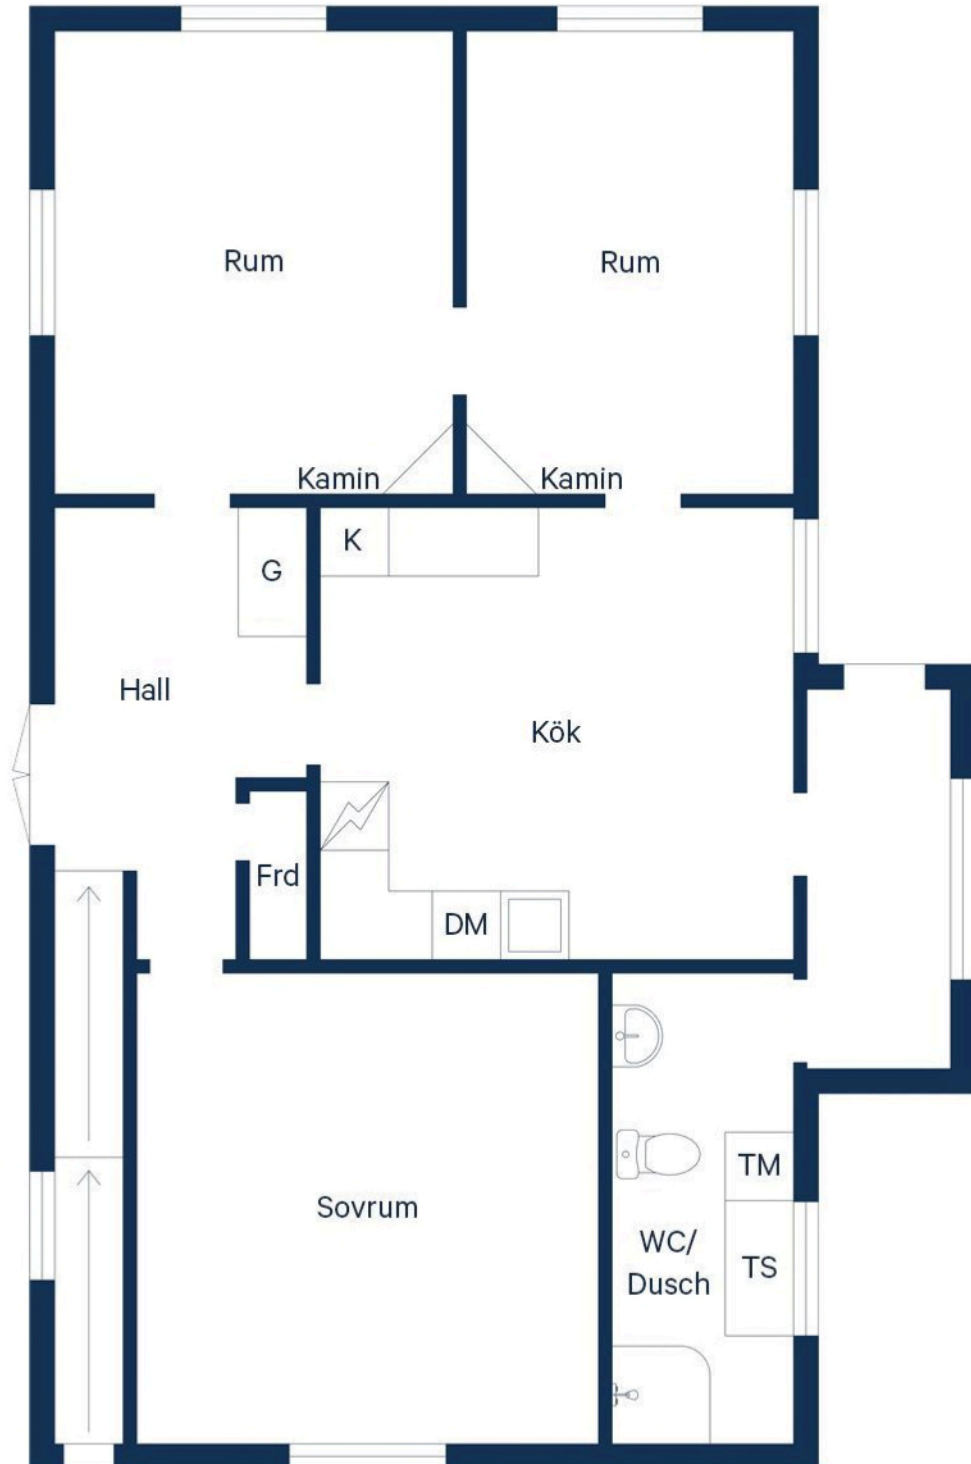 Rum
Rum
Kamin
Kamin
K
G
Hall
Kök
Frd
DM
TM
Sovrum
WC/
Dusch
TS